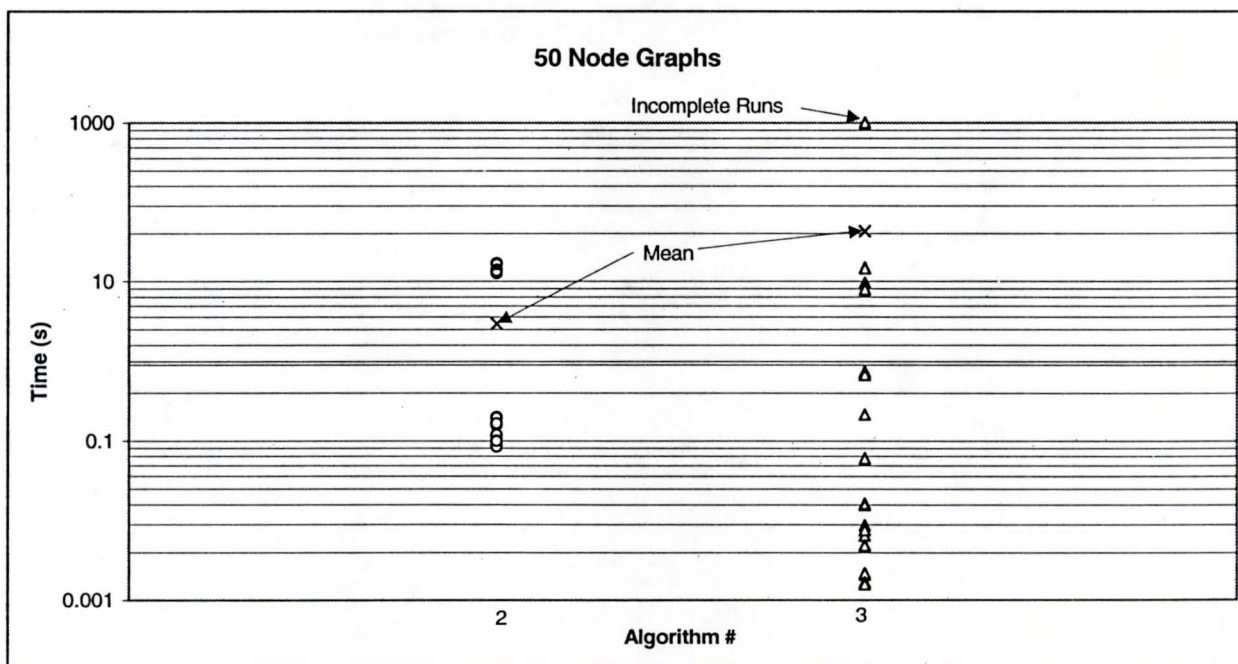 50 Node Graphs
Incomplete Runs
1000
Mean
10
Time (s)
0.1
0.001
2
3
Algorithm #